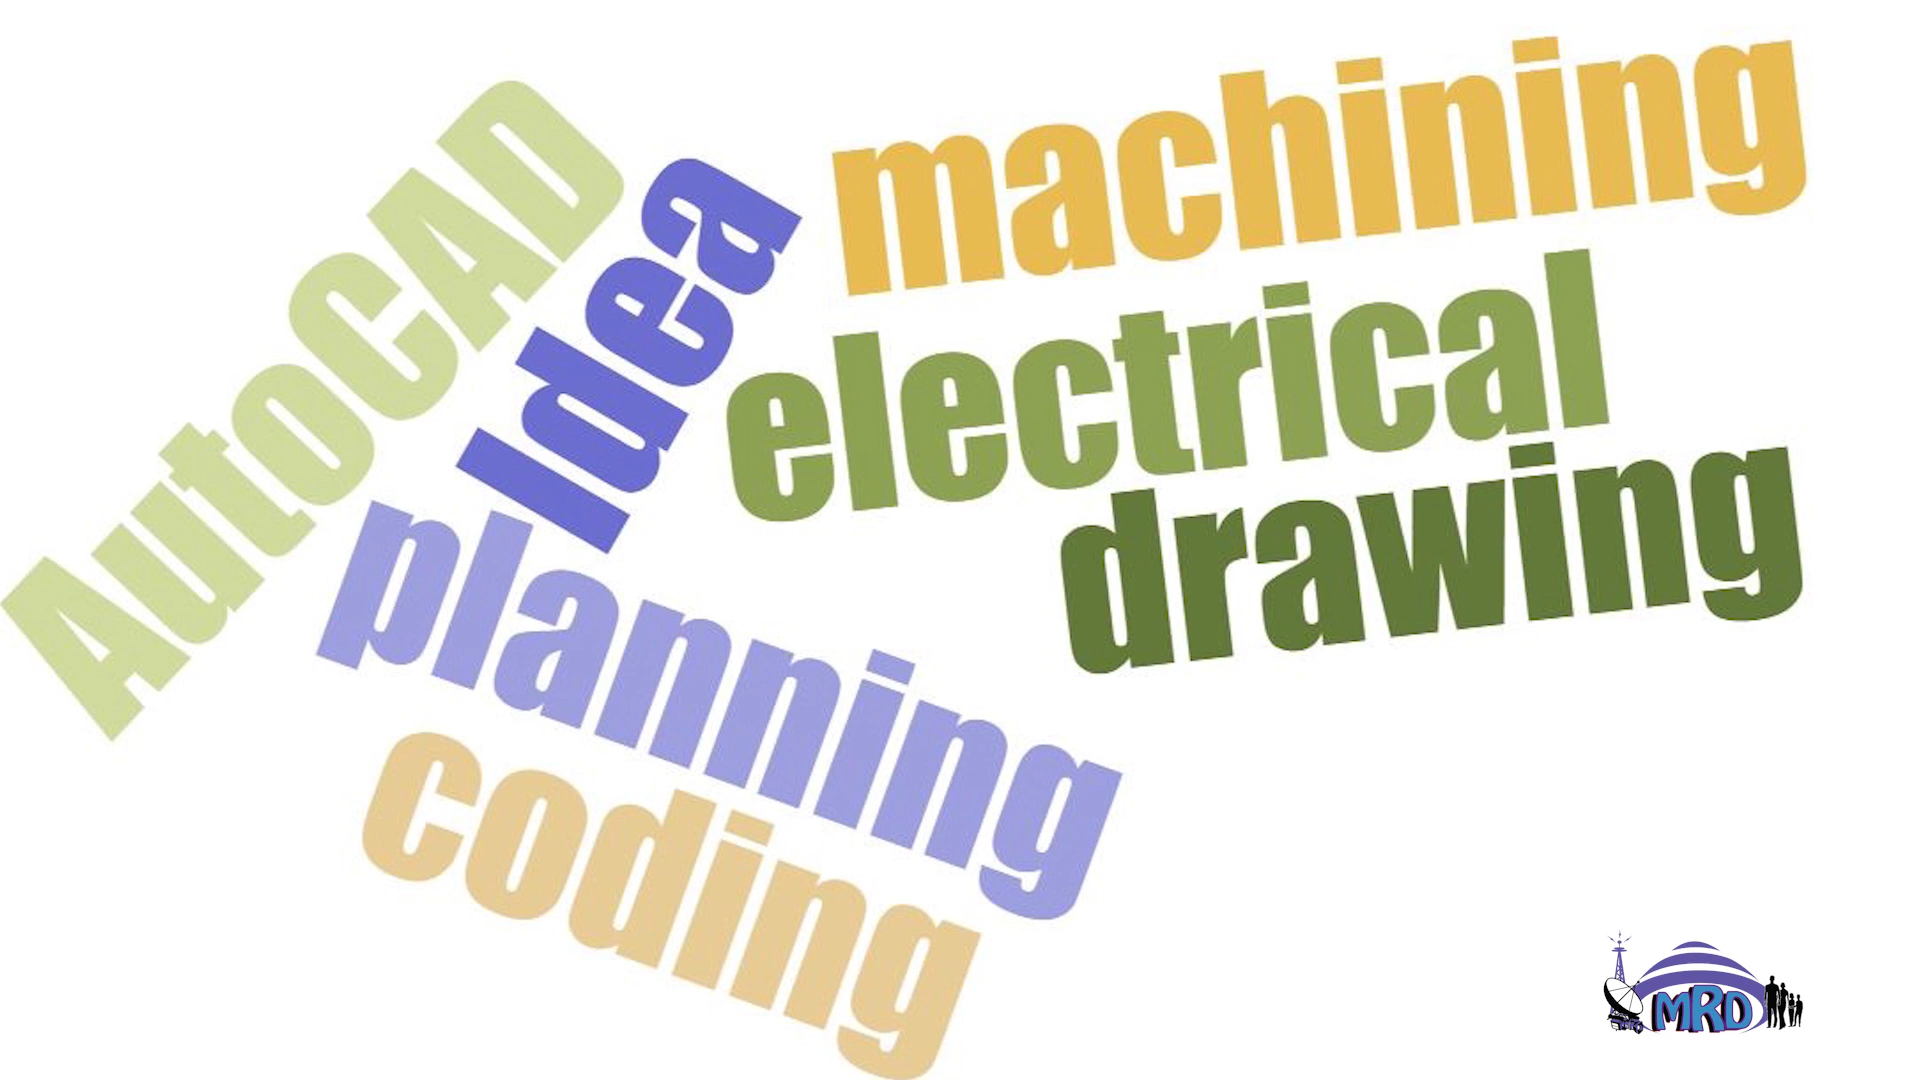 AutoCAD
Idea
machining
electrical
drawing
planning
coding
MRD